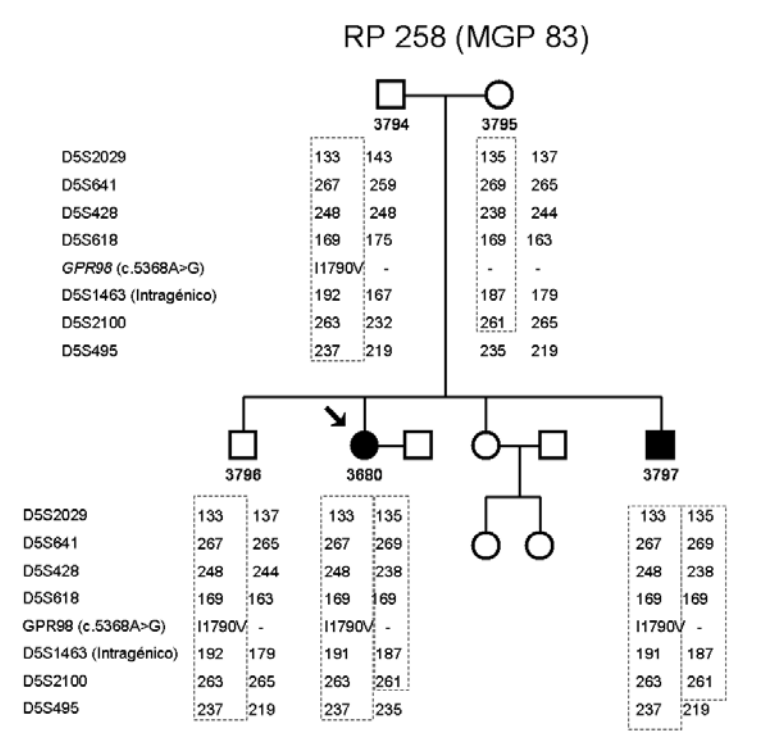 RP 258 (MGP 83)
3794 3795
D5S2029 133 143 135 137
D5S641 267 259 269 265
D5S428 248 248 238 244
D5S618 169 175 169 163
GPR98 (c.5368A>G) I1790V - - -
D5S1463 (Intragénico) 192 167 187 179
D5S2100 263 232 261 265
D5S495 237 219 235 219
3796 3680 3797
D5S2029 133 137 133 135 133 135
D5S641 267 265 267 269 267 269
D5S428 248 244 248 238 248 238
D5S618 169 163 169 169 169 169
GPR98 (c.5368A>G) I1790V - I1790V - I1790V -
D5S1463 (Intragénico) 192 179 191 187 191 187
D5S2100 263 265 263 261 263 261
D5S495 237 219 237 235 237 219